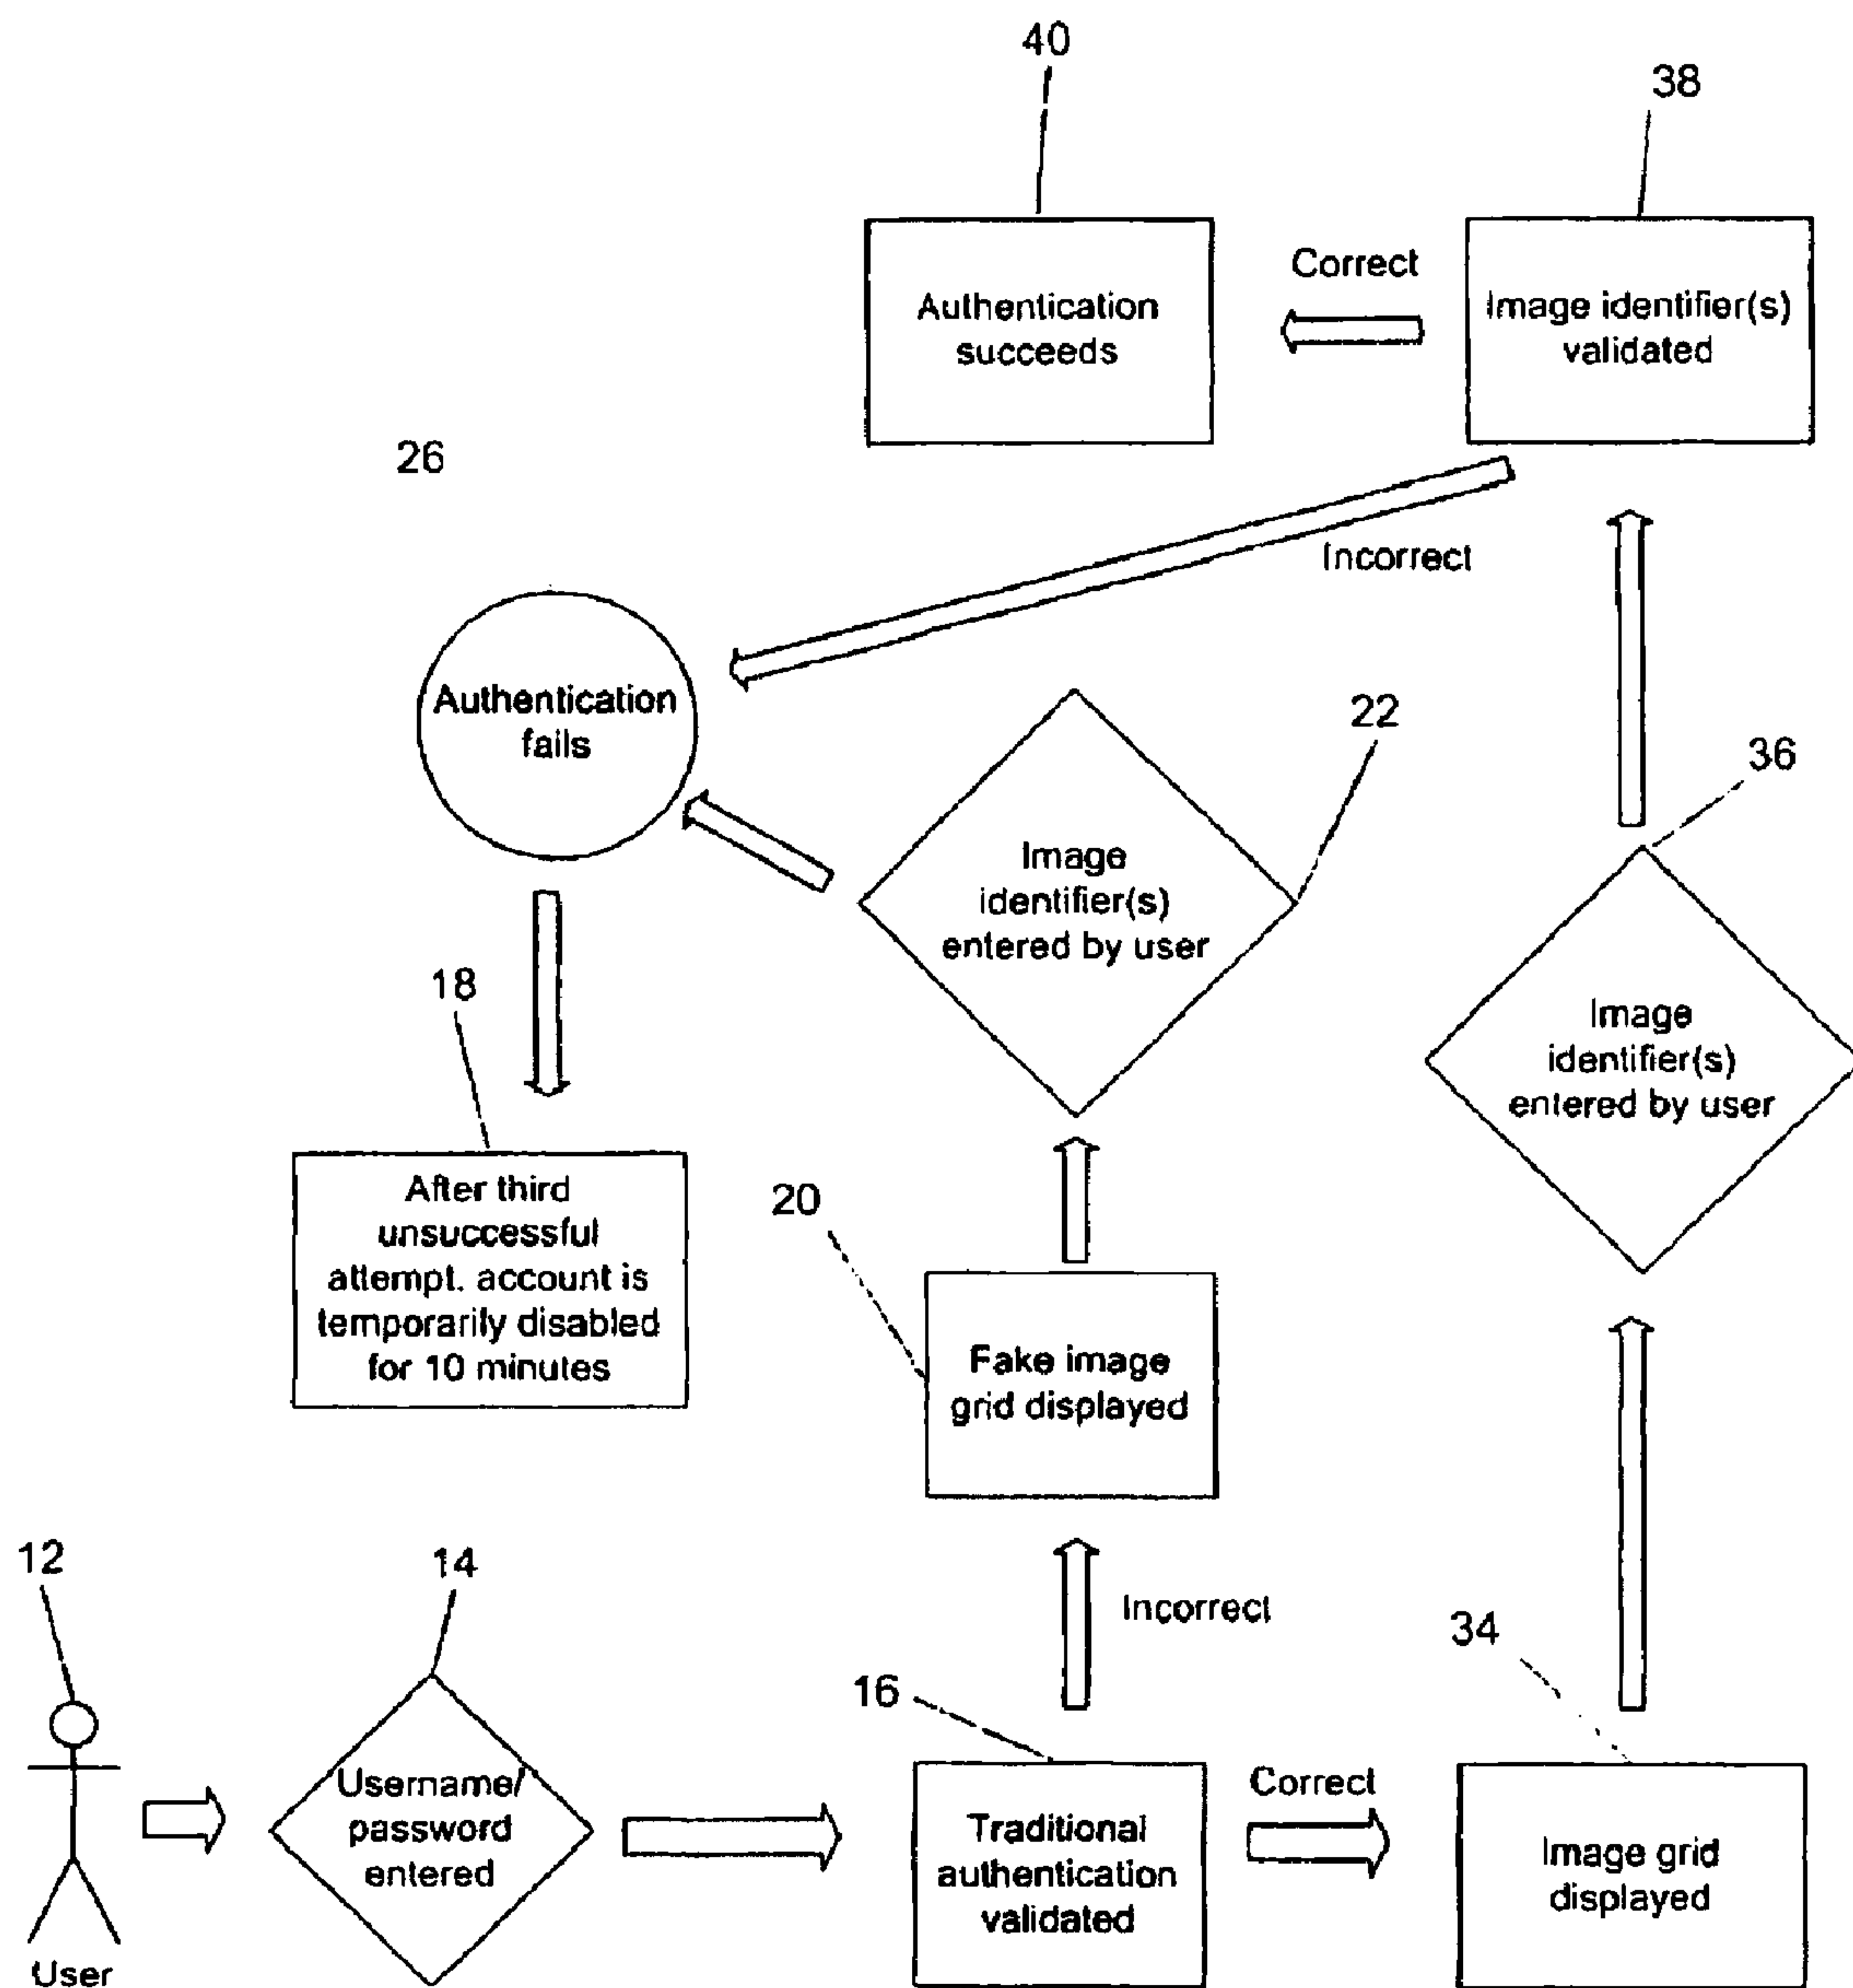 40
38
Authentication
succeeds
Correct
Image identifier(s)
validated
26
Incorrect
Authentication
fails
22
36
Image
identifier(s)
entered by user
18
Image
identifier(s)
entered by user
After third
unsuccessful
attempt. account is
temporarily disabled
for 10 minutes
20
Fake image
grid displayed
12
14
Incorrect
34
16
Username/
password
entered
Traditional
authentication
validated
Correct
Image grid
displayed
User